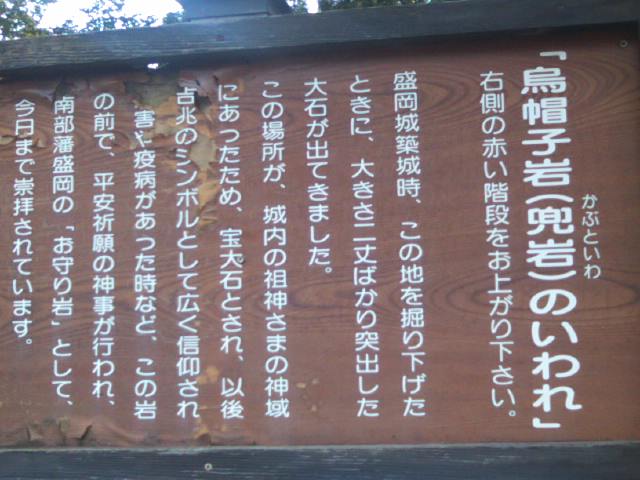 「烏帽子岩(兜岩)のいわれ」
かぶといわ
右側の赤い階段をお上がり下さい。
盛岡城築城時、この地を掘り下げた
ときに、大きさ二丈ばかり突出した
大石が出てきました。
この場所が、城内の祖神さまの神域
にあったため、宝大石とされ、以後
吉兆のシンボルとして広く信仰され
害や疫病があった時など、この岩
の前で、平安祈願の神事が行われ、
南部藩盛岡の「お守り岩」として、
今日まで崇拝されています。